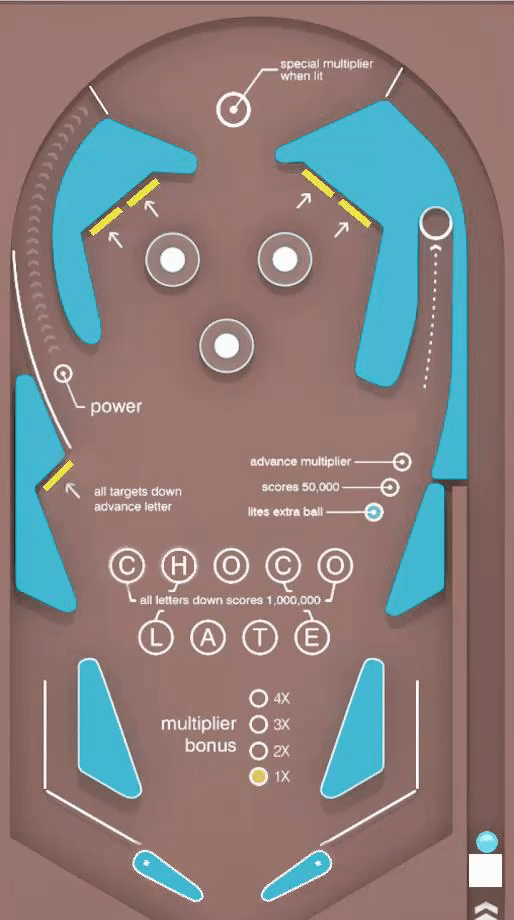 special multiplier
when lit
power
advance multiplier
scores 50,000
lites extra ball
all targets down
advance letter
C H O C O
all letters down scores 1,000,000
L A T E
multiplier
bonus
4X
3X
2X
1X